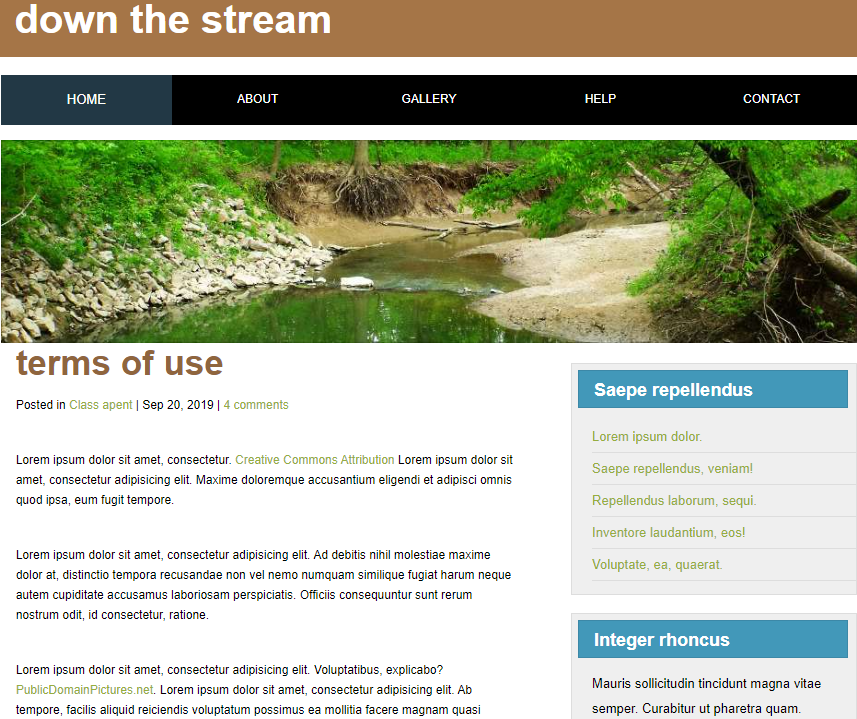 down the stream
HOME
ABOUT
GALLERY
HELP
CONTACT
terms of use
Posted in Class apent | Sep 20, 2019 | 4 comments
Lorem ipsum dolor sit amet, consectetur. Creative Commons Attribution Lorem ipsum dolor sit
amet, consectetur adipisicing elit. Maxime doloremque accusantium eligendi et adipisci omnis
quod ipsa, eum fugit tempore.
Lorem ipsum dolor sit amet, consectetur adipisicing elit. Ad debitis nihil molestiae maxime
dolor at, distinctio tempora recusandae non vel nemo numquam similique fugiat harum neque
autem cupiditate accusamus laboriosam perspiciatis. Officiis consequuntur sunt rerum
nostrum odit, id consectetur, ratione.
Lorem ipsum dolor sit amet, consectetur adipisicing elit. Voluptatibus, explicabo?
PublicDomainPictures.net. Lorem ipsum dolor sit amet, consectetur adipisicing elit. Ab
tempore, facilis aliquid reiciendis voluptatum possimus ea mollitia facere magnam quasi
Saepe repellendus
Lorem ipsum dolor.
Saepe repellendus, veniam!
Repellendus laborum, sequi.
Inventore laudantium, eos!
Voluptate, ea, quaerat.
Integer rhoncus
Mauris sollicitudin tincidunt magna vitae
semper. Curabitur ut pharetra quam.